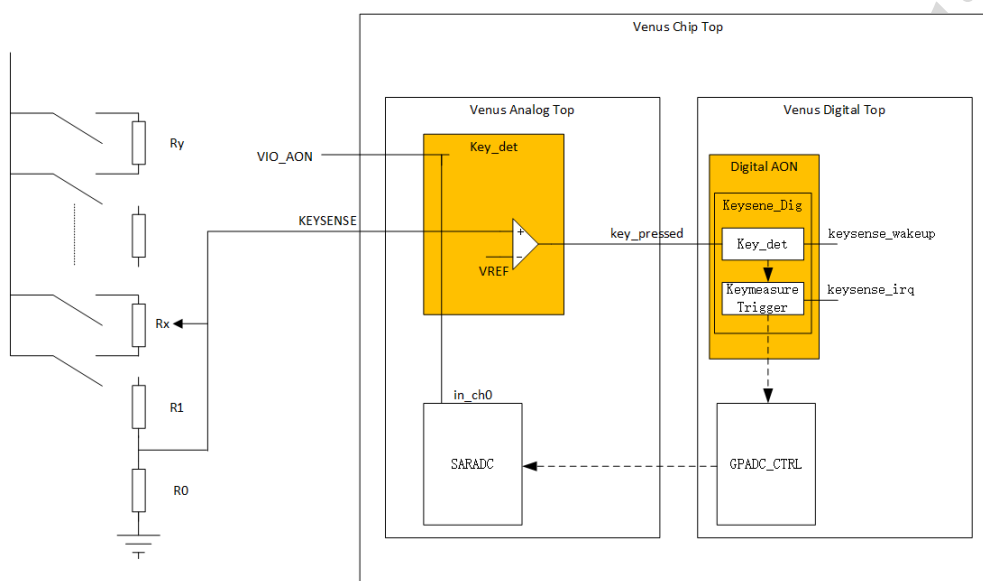 Venus Chip Top
Venus Analog Top
Venus Digital Top
Ry
Key_det
VIO_AON
Digital AON
Keysene_Dig
KEYSENSE
key_pressed
Key_det
keysense_wakeup
VREF
+
-
Keymeasure
Trigger
keysense_irq
Rx
R1
in_ch0
SARADC
GPADC_CTRL
R0